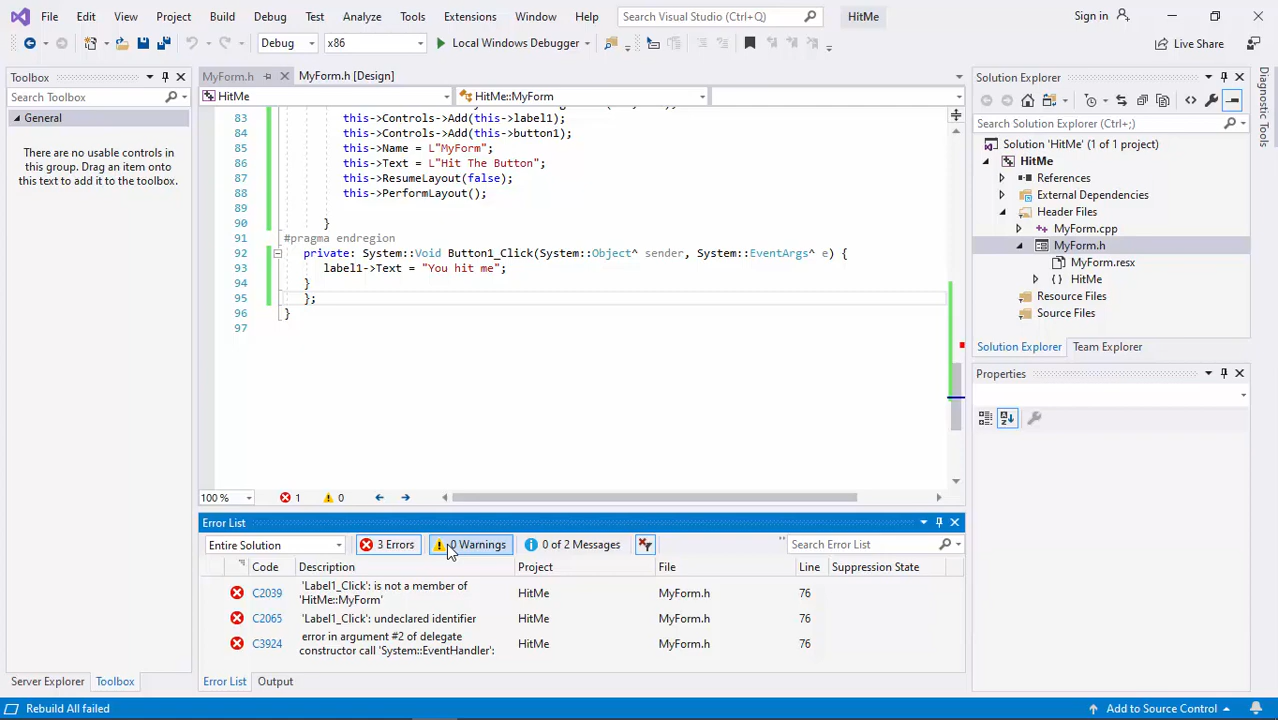 File Edit View Project Build Debug Test Analyze Tools Extensions Window Help Search Visual Studio (Ctrl+Q) HitMe Sign in
Debug x86 Local Windows Debugger Live Share
Toolbox
Search Toolbox
General
There are no usable controls in
this group. Drag an item onto
this text to add it to the toolbox.
Server Explorer Toolbox
MyForm.h MyForm.h [Design]
HitMe HitMe::MyForm
83 this->Controls->Add(this->label1);
84 this->Controls->Add(this->button1);
85 this->Name = L"MyForm";
86 this->Text = L"Hit The Button";
87 this->ResumeLayout(false);
88 this->PerformLayout();
89
90 }
91 #pragma endregion
92 private: System::Void Button1_Click(System::Object^ sender, System::EventArgs^ e) {
93 label1->Text = "You hit me";
94 }
95 };
96 }
97
100 % 1 0
Error List
Entire Solution 3 Errors 0 Warnings 0 of 2 Messages Search Error List
Code Description Project File Line Suppression State
C2039 'Label1_Click': is not a member of
'HitMe::MyForm' HitMe MyForm.h 76
C2065 'Label1_Click': undeclared identifier HitMe MyForm.h 76
C3924 error in argument #2 of delegate
constructor call 'System::EventHandler': HitMe MyForm.h 76
Error List Output
Solution Explorer
Search Solution Explorer (Ctrl+;)
Solution 'HitMe' (1 of 1 project)
HitMe
References
External Dependencies
Header Files
MyForm.cpp
MyForm.h
MyForm.resx
HitMe
Resource Files
Source Files
Solution Explorer Team Explorer
Properties
Diagnostic Tools
Rebuild All failed Add to Source Control